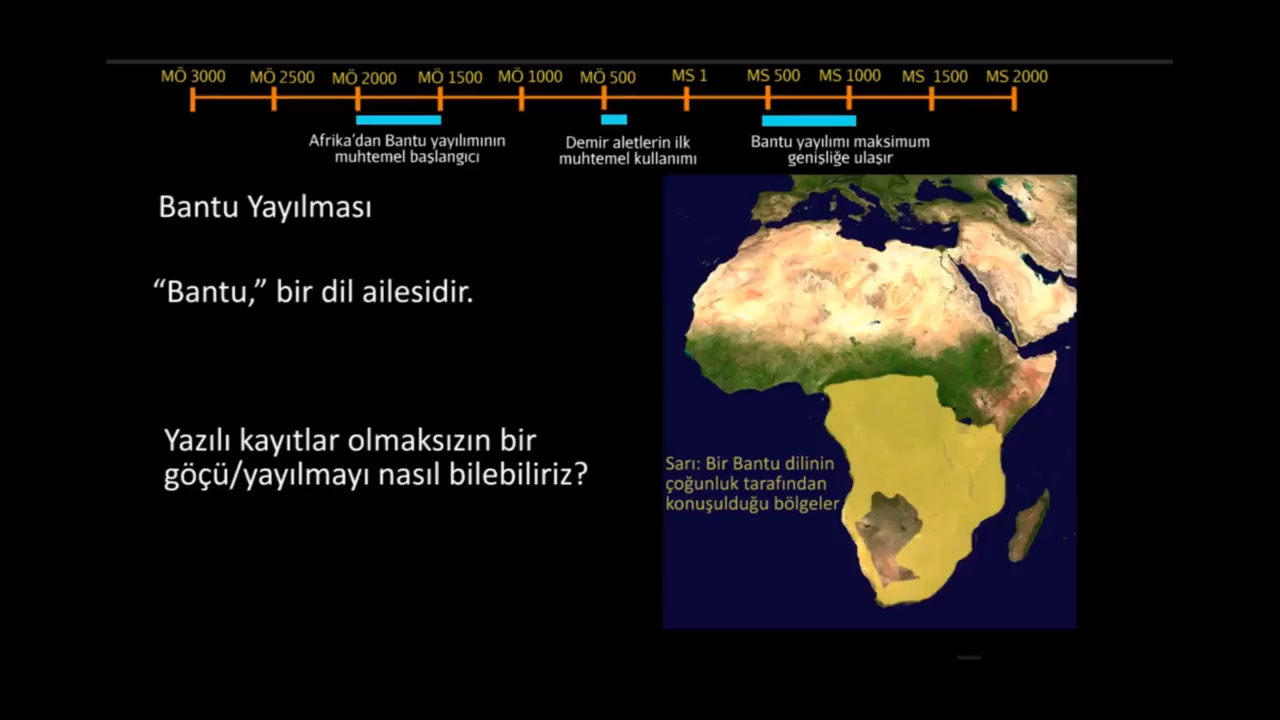 MÖ 3000 MÖ 2500 MÖ 2000 MÖ 1500 MÖ 1000 MÖ 500 MS 1 MS 500 MS 1000 MS 1500 MS 2000
Afrika'dan Bantu yayılımının
muhtemel başlangıcı
Demir aletlerin ilk
muhtemel kullanımı
Bantu yayılımı maksimum
genişliğe ulaşır
Bantu Yayılması
“Bantu,” bir dil ailesidir.
Yazılı kayıtlar olmaksızın bir
göçü/yayılmayı nasıl bilebiliriz?
Sarı: Bir Bantu dilinin
çoğunluk tarafından
konuşulduğu bölgeler